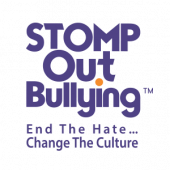 STOMP
Out
Bullying™
End The Hate...
Change The Culture